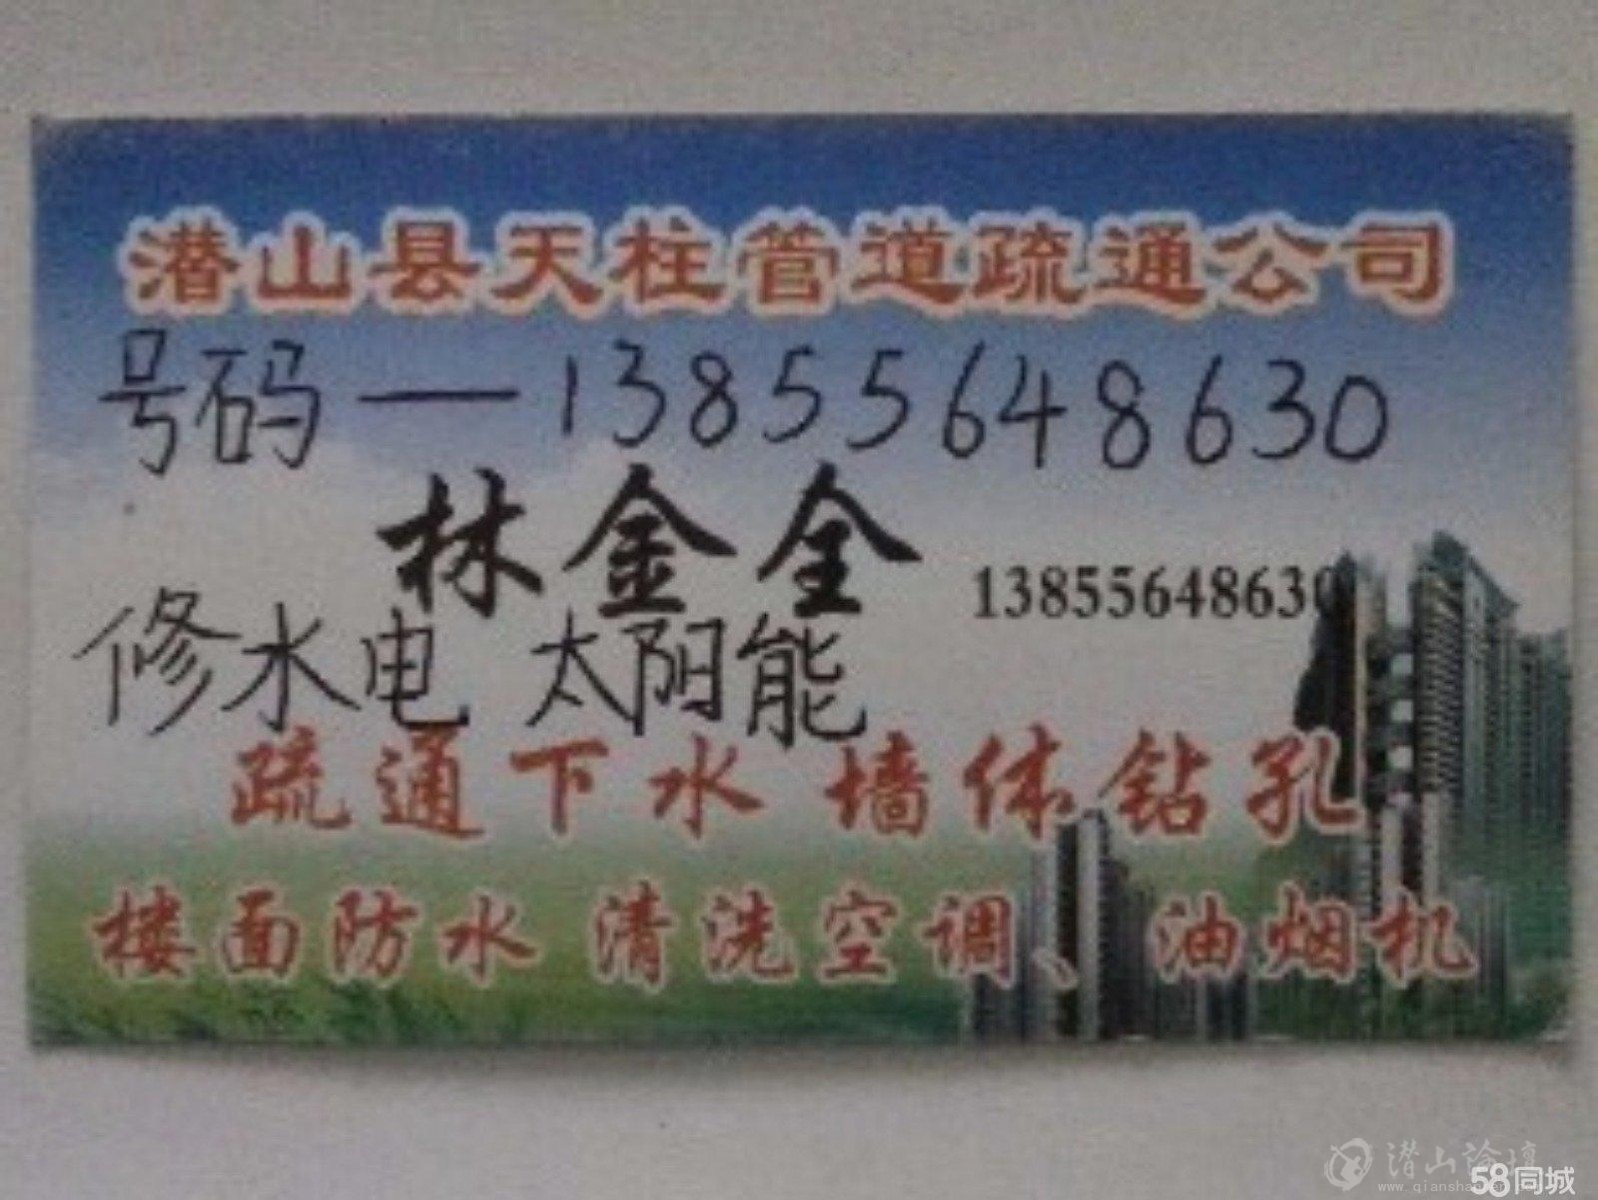 潜山县天柱管道疏通公司
号码—13855648630
林金全 13855648630
修水电 太阳能
疏通下水 墙体钻孔
楼面防水 清洗空调、油烟机
潜山论坛
58同城